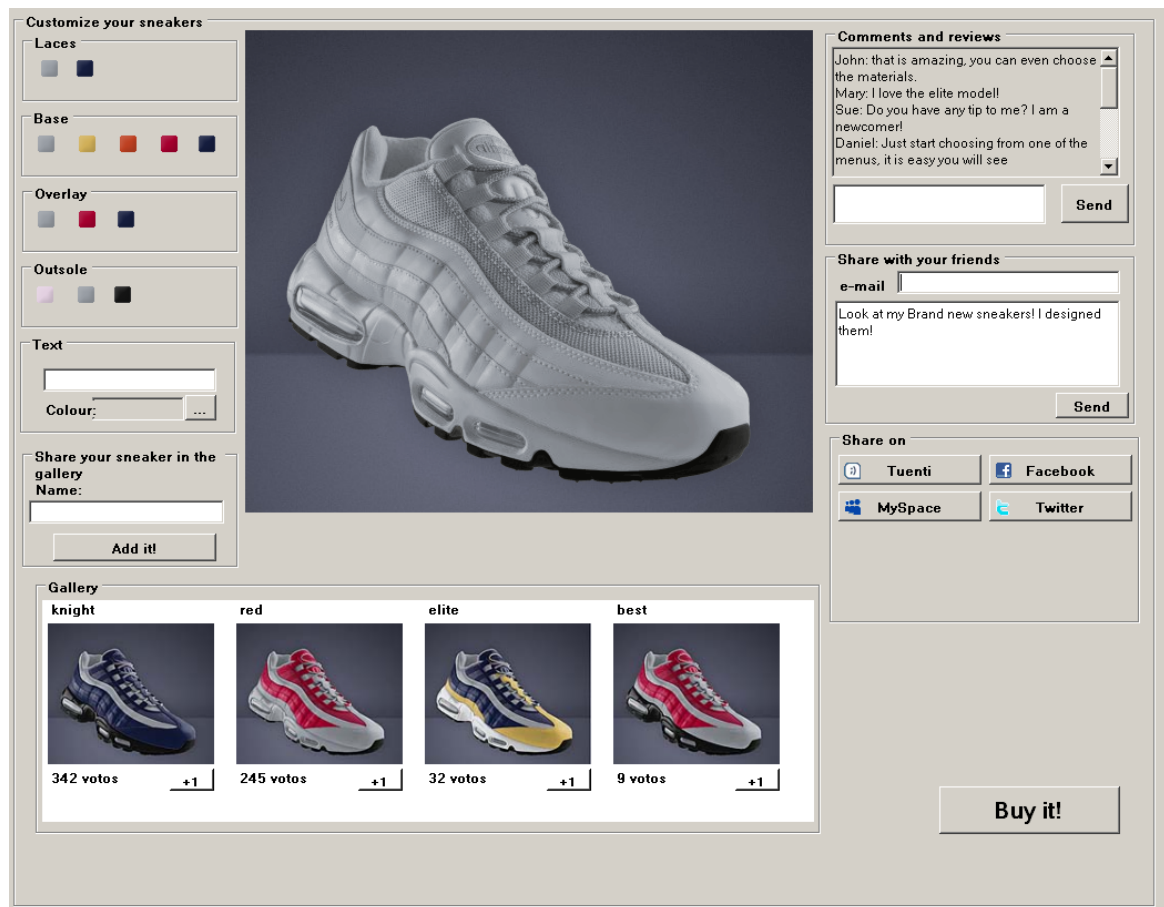 Customize your sneakers
Laces
Base
Overlay
Outsole
Text
Colour:
...
Share your sneaker in the
gallery
Name:
Add it!
Comments and reviews
John: that is amazing, you can even choose
the materials.
Mary: I love the elite model!
Sue: Do you have any tip to me? I am a
newcomer!
Daniel: Just start choosing from one of the
menus, it is easy you will see
Send
Share with your friends
e-mail
Look at my Brand new sneakers! I designed
them!
Send
Share on
Tuenti
Facebook
MySpace
Twitter
Gallery
knight
red
elite
best
342 votos
+1
245 votos
+1
32 votos
+1
9 votos
+1
Buy it!